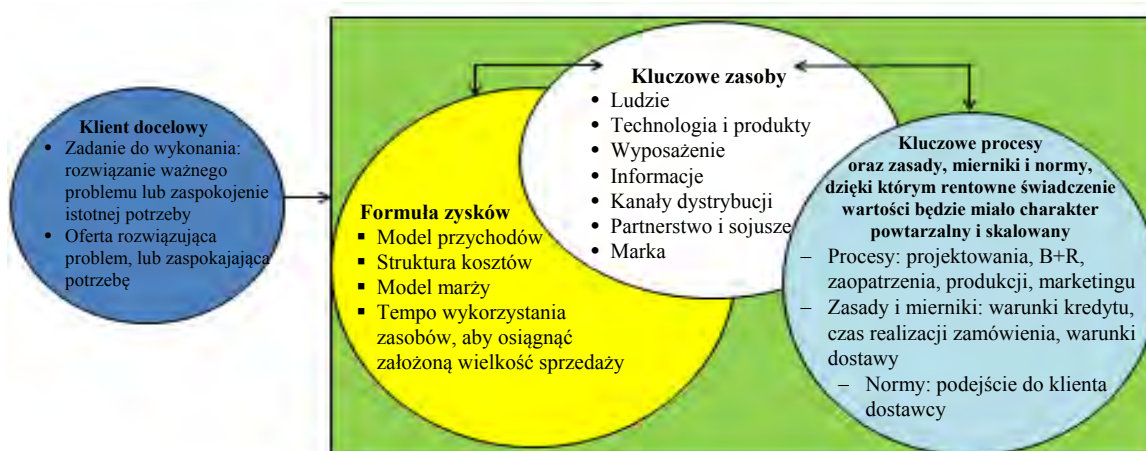 Klient docelowy
• Zadanie do wykonania:
rozwiązanie ważnego
problemu lub zaspokojenie
istotnej potrzeby
• Oferta rozwiązująca
problem, lub zaspokajająca
potrzebę
Formuła zysków
▪ Model przychodów
▪ Struktura kosztów
▪ Model marży
▪ Tempo wykorzystania
zasobów, aby osiągnąć
założoną wielkość sprzedaży
Kluczowe zasoby
• Ludzie
• Technologia i produkty
• Wyposażenie
• Informacje
• Kanały dystrybucji
• Partnerstwo i sojusze
• Marka
Kluczowe procesy
oraz zasady, mierniki i normy,
dzięki którym rentowne świadczenie
wartości będzie miało charakter
powtarzalny i skalowany
– Procesy: projektowania, B+R,
zaopatrzenia, produkcji, marketingu
– Zasady i mierniki: warunki kredytu,
czas realizacji zamówienia, warunki
dostawy
– Normy: podejście do klienta
dostawcy